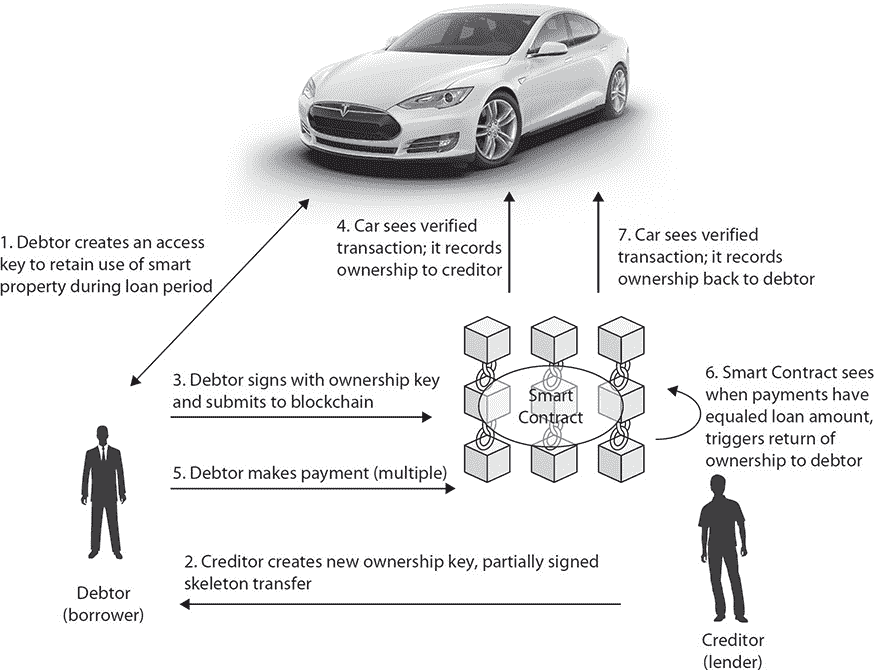 1. Debtor creates an access
key to retain use of smart
property during loan period
4. Car sees verified
transaction; it records
ownership to creditor
7. Car sees verified
transaction; it records
ownership back to debtor
3. Debtor signs with ownership key
and submits to blockchain
Smart
Contract
6. Smart Contract sees
when payments have
equaled loan amount,
triggers return of
ownership to debtor
5. Debtor makes payment (multiple)
2. Creditor creates new ownership key, partially signed
skeleton transfer
Debtor
(borrower)
Creditor
(lender)